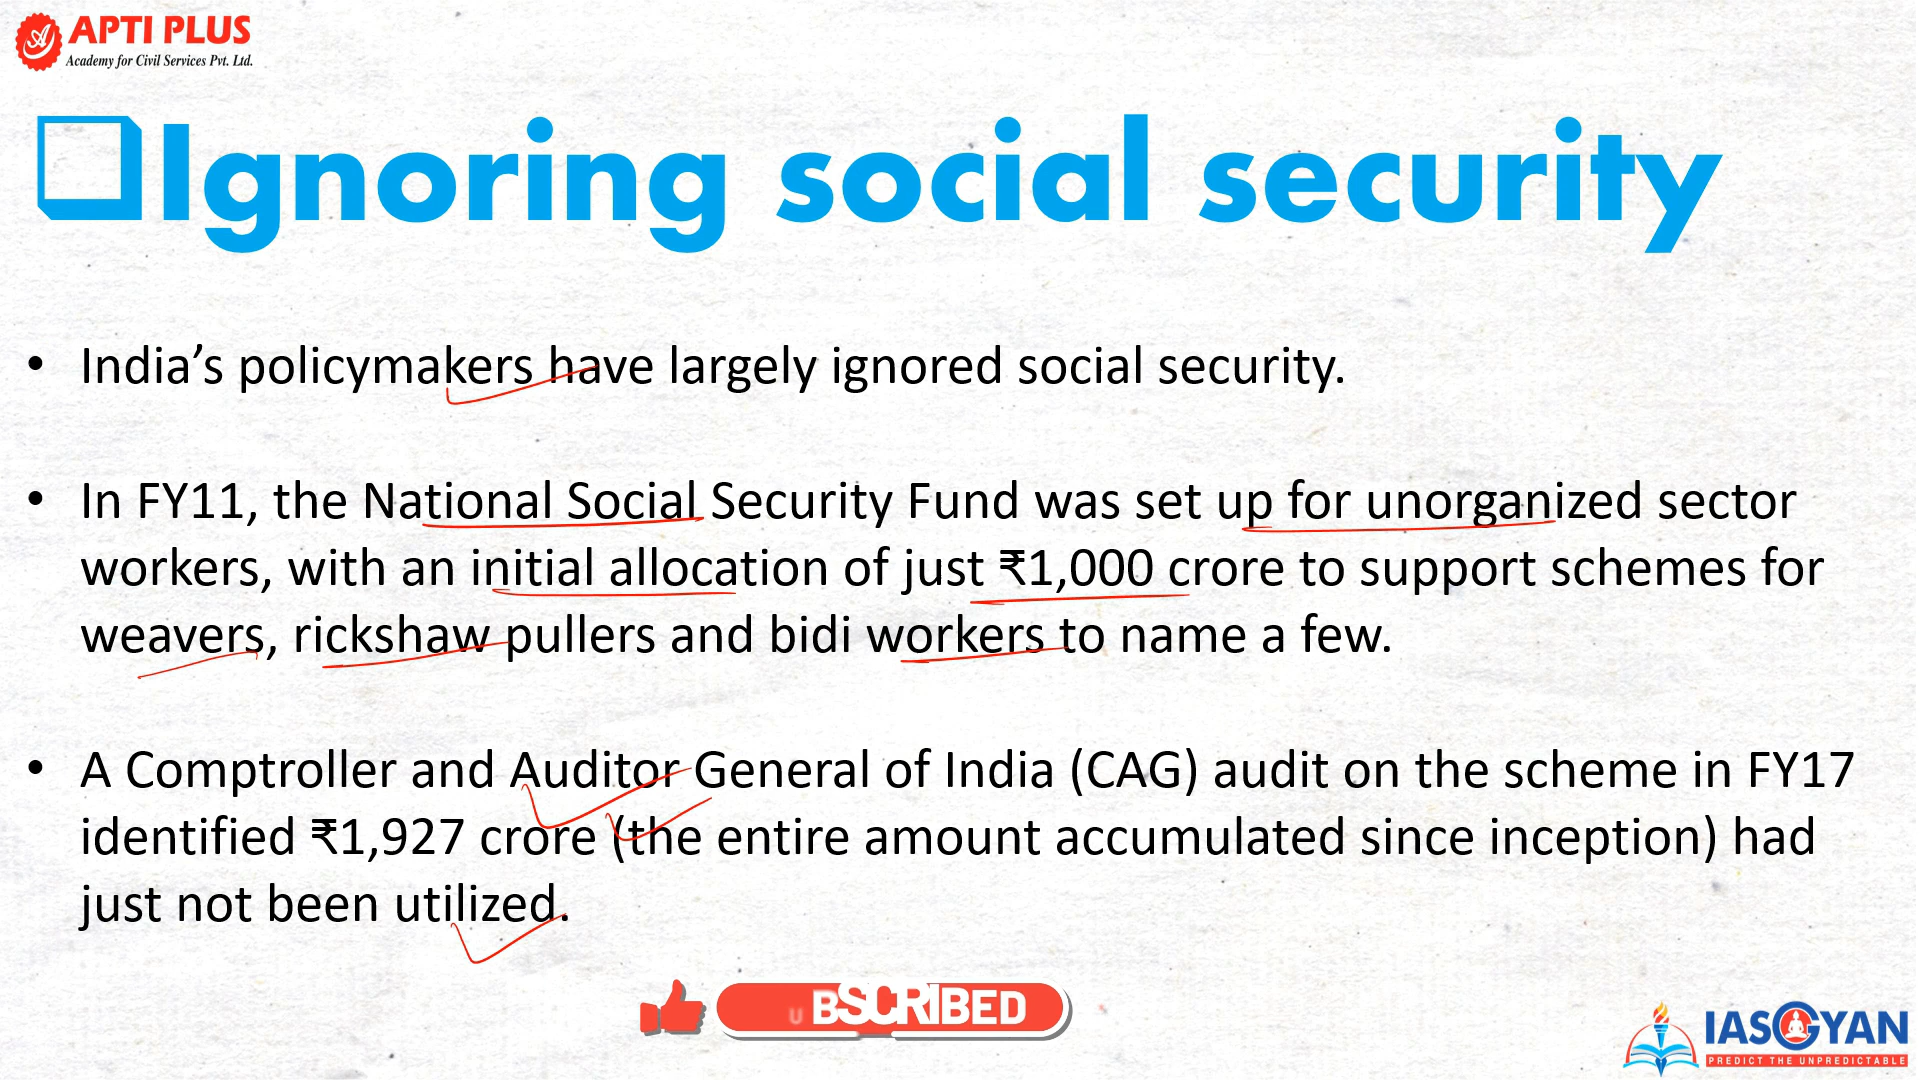 APTI PLUS
Academy for Civil Services Pvt. Ltd.
Ignoring social security
• India’s policymakers have largely ignored social security.
• In FY11, the National Social Security Fund was set up for unorganized sector
workers, with an initial allocation of just ₹1,000 crore to support schemes for
weavers, rickshaw pullers and bidi workers to name a few.
• A Comptroller and Auditor General of India (CAG) audit on the scheme in FY17
identified ₹1,927 crore (the entire amount accumulated since inception) had
just not been utilized.
U BSCRIBED
IASGYAN
PREDICT THE UNPREDICTABLE